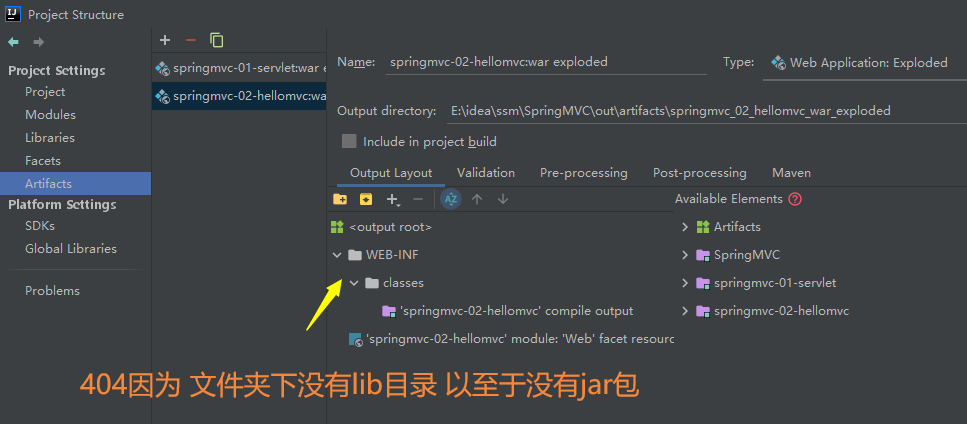 Project Structure
Project Settings
Project
Modules
Libraries
Facets
Artifacts
Platform Settings
SDKs
Global Libraries
Problems
springmvc-01-servlet:war e
springmvc-02-hellomvc:wa
Name: springmvc-02-hellomvc:war exploded
Type: Web Application: Exploded
Output directory: E:\idea\ssm\SpringMVC\out\artifacts\springmvc_02_hellomvc_war_exploded
Include in project build
Output Layout Validation Pre-processing Post-processing Maven
AZ
Available Elements ?
<output root>
WEB-INF
classes
'springmvc-02-hellomvc' compile output
'springmvc-02-hellomvc' module: 'Web' facet resourc
Artifacts
SpringMVC
springmvc-01-servlet
springmvc-02-hellomvc
404因为 文件夹下没有lib目录 以至于没有jar包